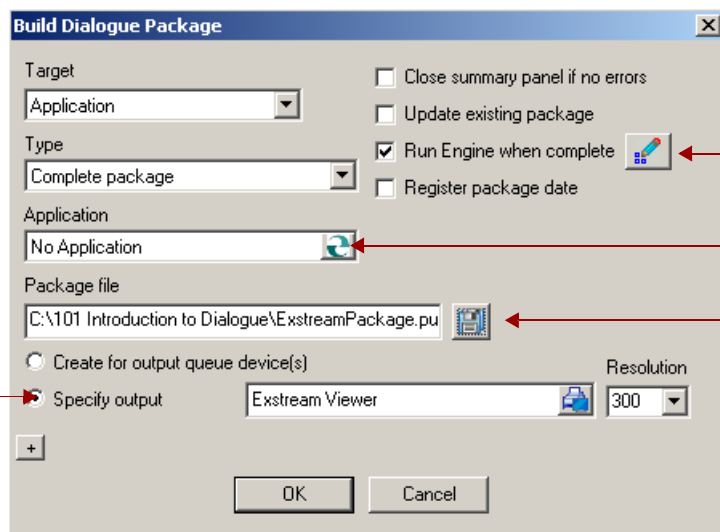 Build Dialogue Package
Target
Application
Type
Complete package
Application
No Application
Package file
C:\101 Introduction to Dialogue\ExstreamPackage.pu
Close summary panel if no errors
Update existing package
Run Engine when complete
Register package date
Create for output queue device(s)
Specify output
Exstream Viewer
Resolution
300
+
OK
Cancel